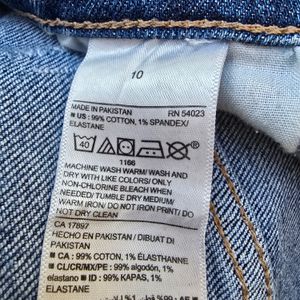 10
MADE IN PAKISTAN RN 54023
■ US : 99% COTTON, 1% SPANDEX/
ELASTANE
40
1166
MACHINE WASH WARM/ WASH AND
DRY WITH LIKE COLORS/ ONLY
NON-CHLORINE BLEACH WHEN
NEEDED/ TUMBLE DRY MEDIUM/
WARM IRON/ DO NOT IRON PRINT/ DO
NOT DRY CLEAN
CA 17897
HECHO EN PAKISTÁN / DIBUAT DI
PAKISTAN
■ CA : 99% COTON, 1% ÉLASTHANNE
■ CL/CR/MX/PE : 99% algodón, 1%
elastano ■ ID : 99% KAPAS, 1%
ELASTANE